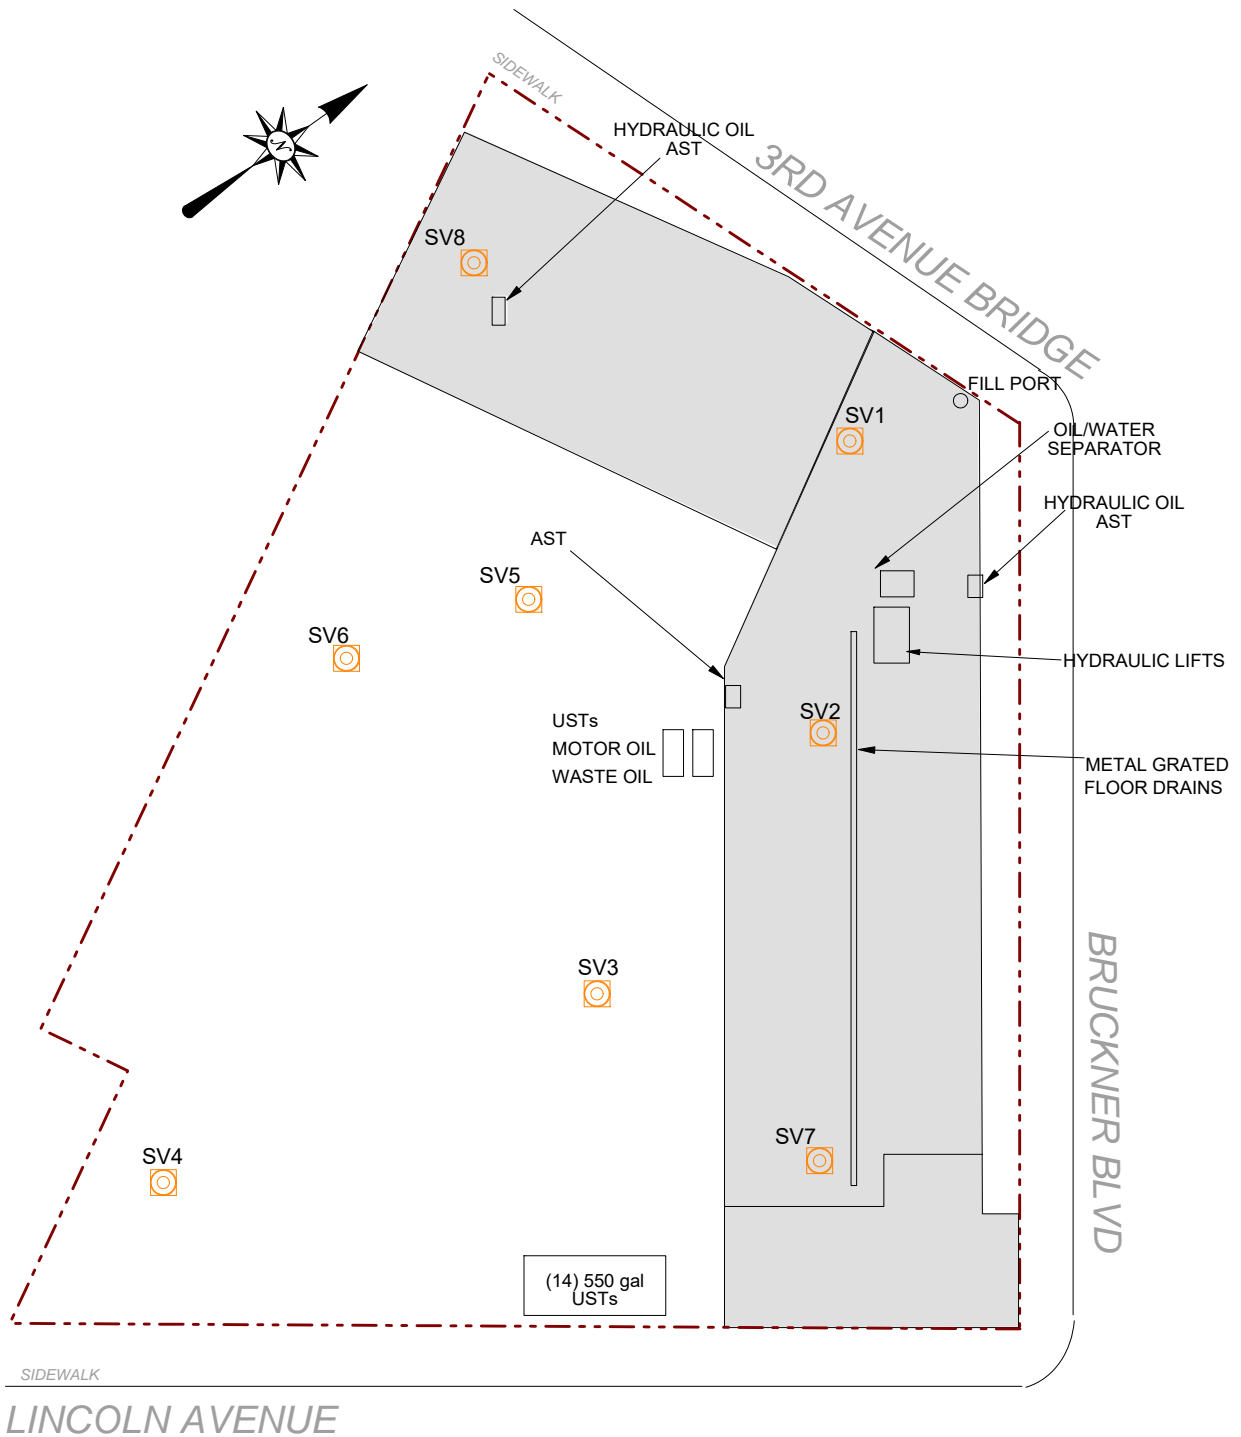 SIDEWALK
HYDRAULIC OIL
AST
3RD AVENUE BRIDGE
SV8
FILL PORT
SV1
OIL/WATER
SEPARATOR
HYDRAULIC OIL
AST
AST
SV5
SV6
HYDRAULIC LIFTS
SV2
USTs
MOTOR OIL
WASTE OIL
METAL GRATED
FLOOR DRAINS
SV3
BRUCKNER BLVD
SV7
SV4
(14) 550 gal
USTs
SIDEWALK
LINCOLN AVENUE
N